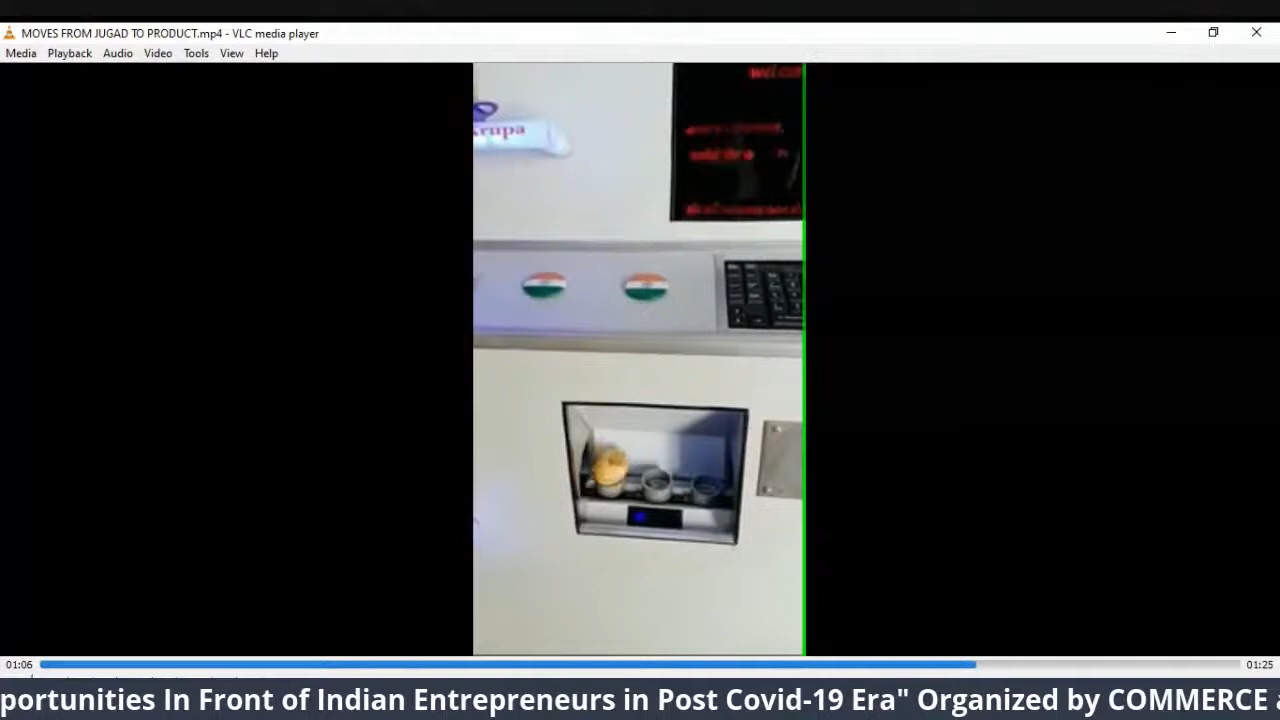 MOVES FROM JUGAD TO PRODUCT.mp4 - VLC media player
Media Playback Audio Video Tools View Help
Krupa
01:06
01:25
portunities In Front of Indian Entrepreneurs in Post Covid-19 Era" Organized by COMMERCE